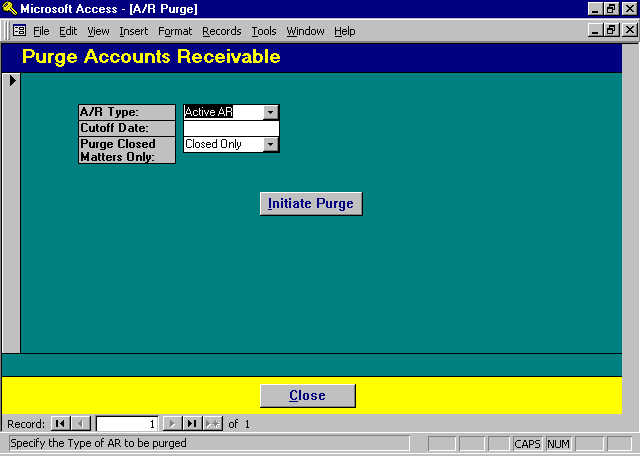 Microsoft Access - [A/R Purge]
File Edit View Insert Format Records Tools Window Help
Purge Accounts Receivable
A/R Type: Active AR
Cutoff Date:
Purge Closed Closed Only
Matters Only:
Initiate Purge
Close
Record: 1 of 1
Specify the Type of AR to be purged CAPS NUM